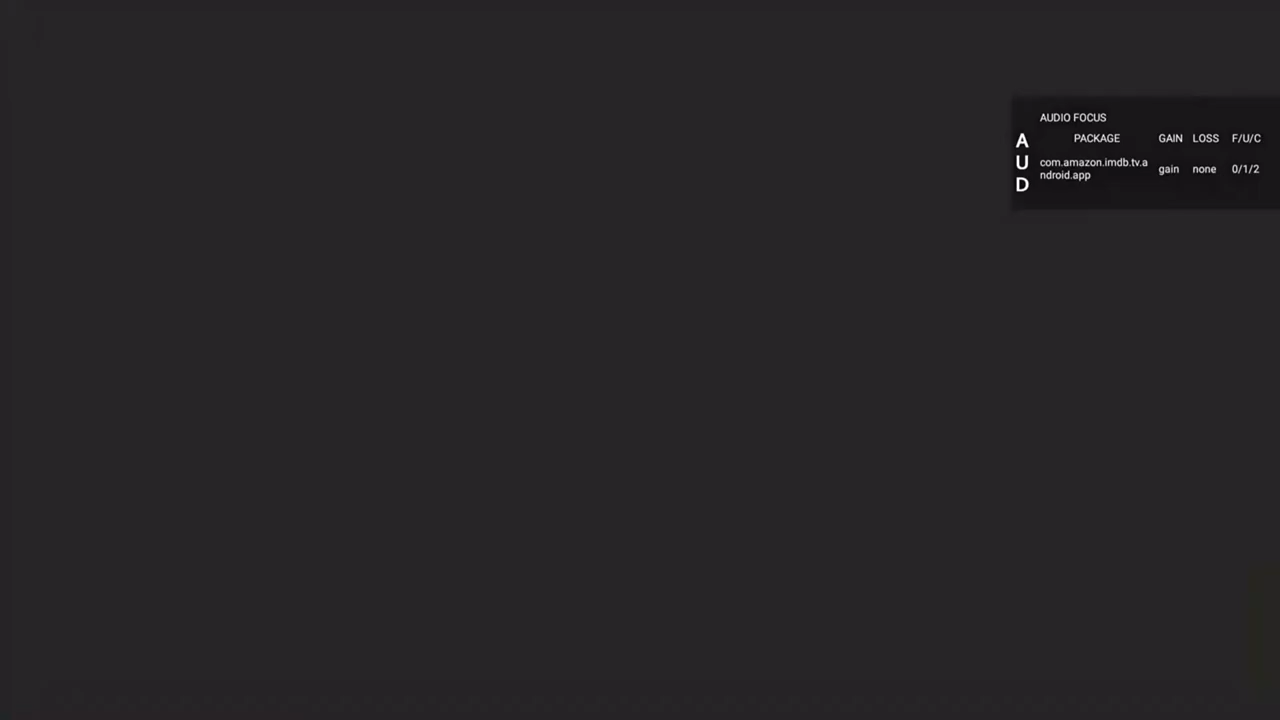 AUDIO FOCUS
A
U
D
PACKAGE GAIN LOSS F/U/C
com.amazon.imdb.tv.a
ndroid.app
gain none 0/1/2